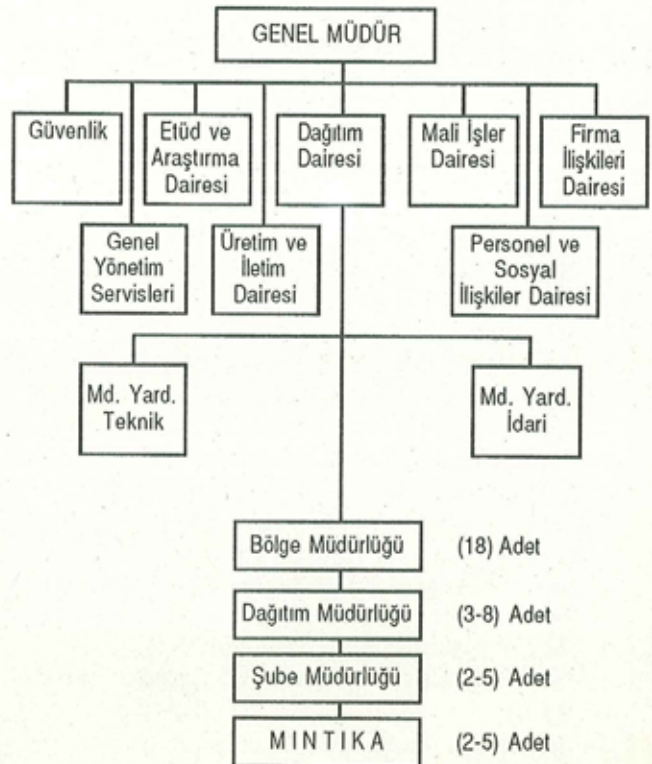 GENEL MÜDÜR
Güvenlik
Etüd ve
Araştırma
Dairesi
Dağıtım
Dairesi
Mali İşler
Dairesi
Firma
İlişkileri
Dairesi
Genel
Yönetim
Servisleri
Üretim ve
İletim
Dairesi
Personel ve
Sosyal
İlişkiler Dairesi
Md. Yard.
Teknik
Md. Yard.
İdari
Bölge Müdürlüğü (18) Adet
Dağıtım Müdürlüğü (3-8) Adet
Şube Müdürlüğü (2-5) Adet
MINTIKA (2-5) Adet